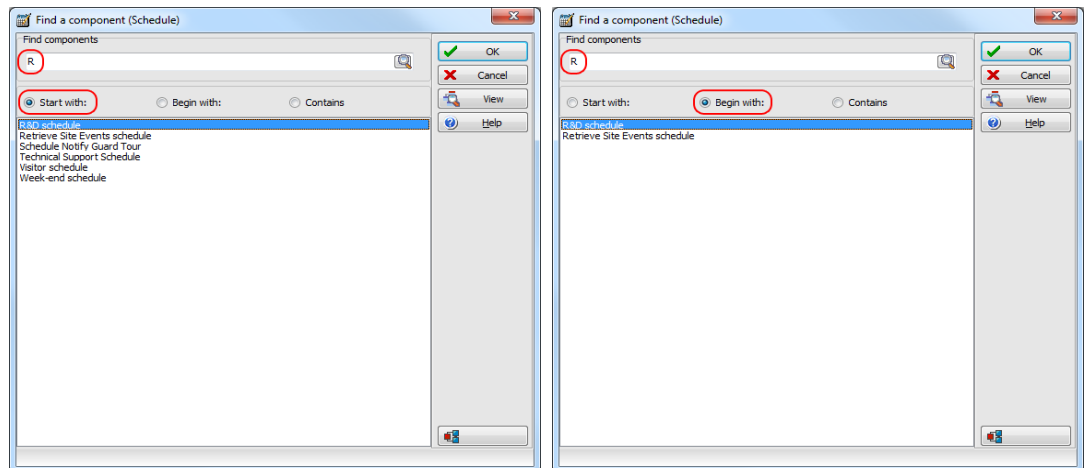 Find a component (Schedule)
Find components
R
Start with:
Begin with:
Contains
R&D schedule
Retrieve Site Events schedule
Schedule Notify Guard Tour
Technical Support Schedule
Visitor schedule
Week-end schedule
OK
Cancel
View
Help
Find a component (Schedule)
Find components
R
Start with:
Begin with:
Contains
R&D schedule
Retrieve Site Events schedule
OK
Cancel
View
Help